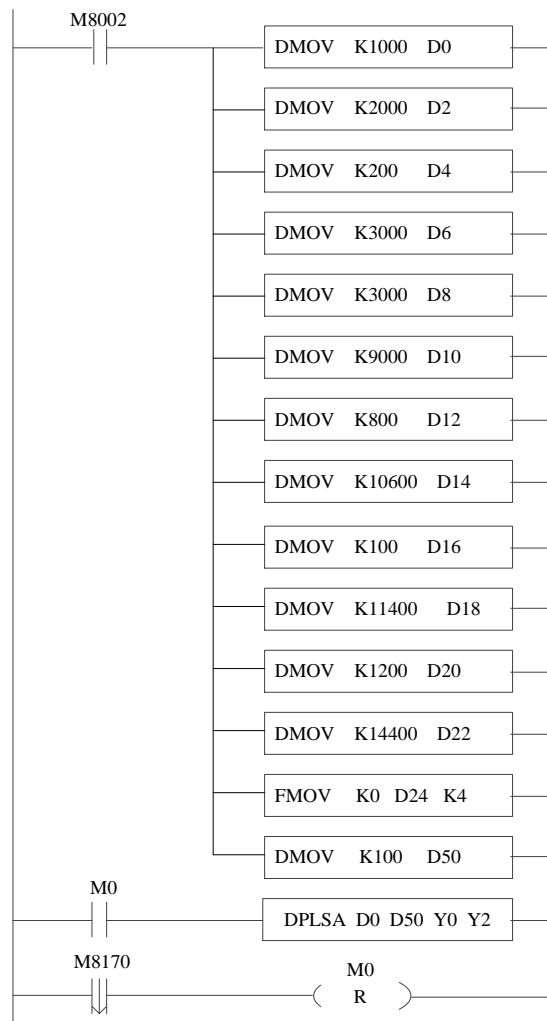 M8002
DMOV K1000 D0
DMOV K2000 D2
DMOV K200 D4
DMOV K3000 D6
DMOV K3000 D8
DMOV K9000 D10
DMOV K800 D12
DMOV K10600 D14
DMOV K100 D16
DMOV K11400 D18
DMOV K1200 D20
DMOV K14400 D22
FMOV K0 D24 K4
DMOV K100 D50
M0
DPLSA D0 D50 Y0 Y2
M8170
M0
R